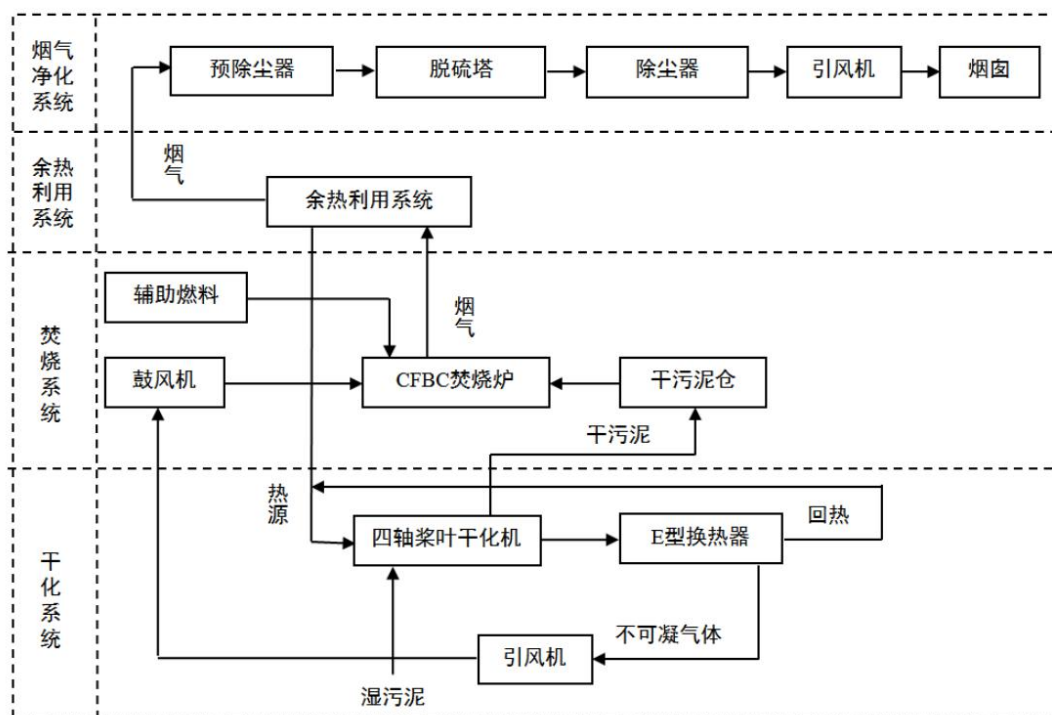 烟气
净化
系统
预除尘器
脱硫塔
除尘器
引风机
烟囱
余热
利用
系统
烟
气
余热利用系统
焚
烧
系
统
辅助燃料
烟
气
鼓风机
CFBC焚烧炉
干污泥仓
干污泥
干
化
系
统
热
源
四轴桨叶干化机
E型换热器
回热
不可凝气体
引风机
湿污泥